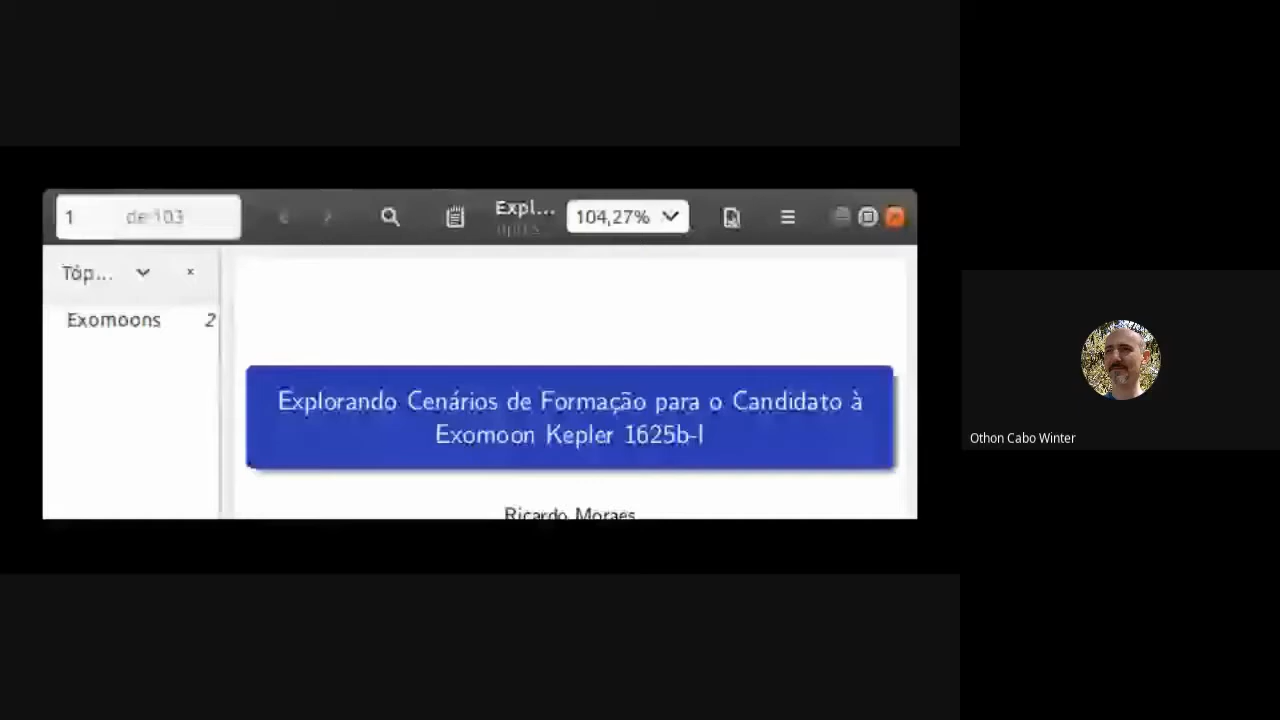 1 de 103
Expl...
104,27%
Tóp...
Exomoons 2
Explorando Cenários de Formação para o Candidato à
Exomoon Kepler 1625b-I
Ricardo Moraes
Othon Cabo Winter